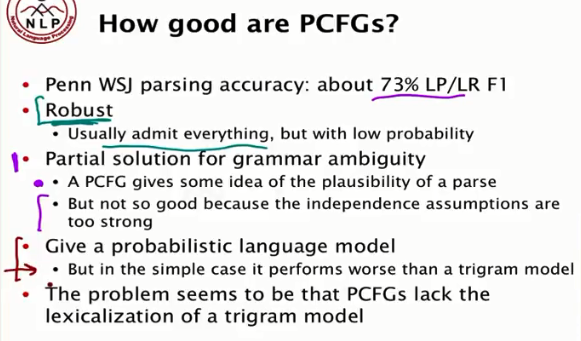 NLP
How good are PCFGs?
• Penn WSJ parsing accuracy: about 73% LP/LR F1
• Robust
• Usually admit everything, but with low probability
• Partial solution for grammar ambiguity
• A PCFG gives some idea of the plausibility of a parse
• But not so good because the independence assumptions are
too strong
• Give a probabilistic language model
• But in the simple case it performs worse than a trigram model
• The problem seems to be that PCFGs lack the
lexicalization of a trigram model